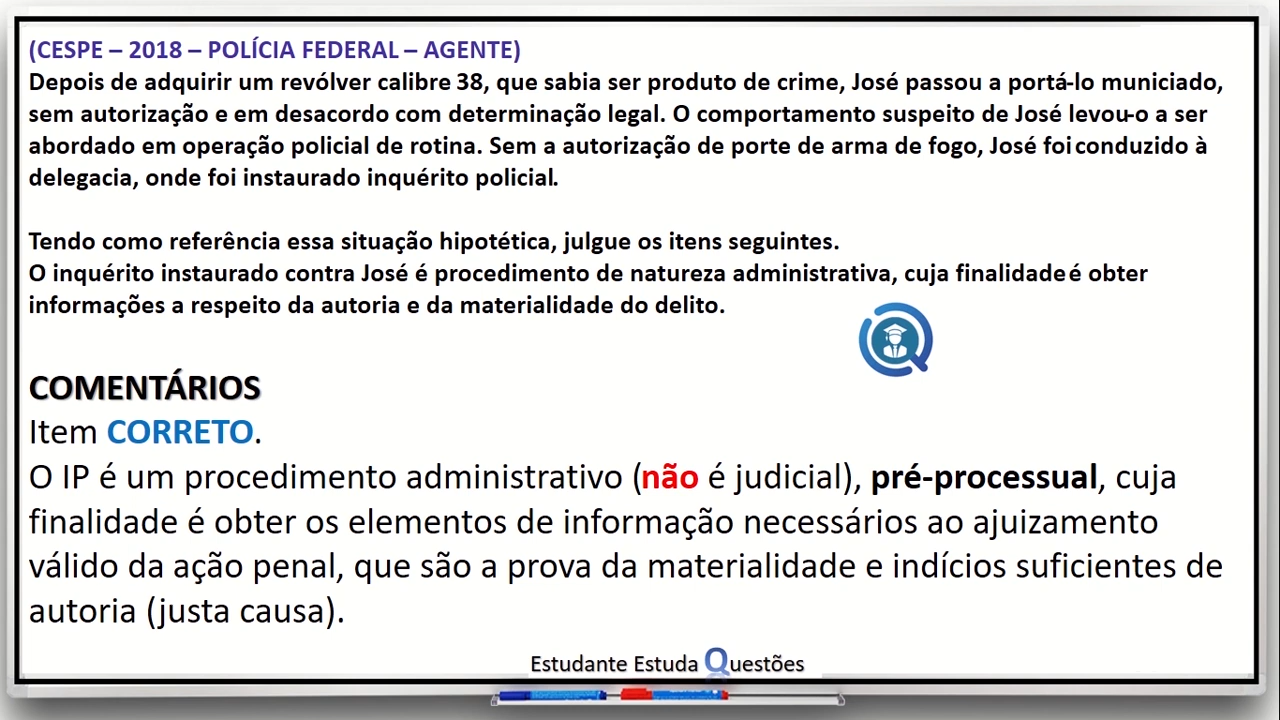 (CESPE – 2018 – POLÍCIA FEDERAL – AGENTE)
Depois de adquirir um revólver calibre 38, que sabia ser produto de crime, José passou a portá-lo municiado,
sem autorização e em desacordo com determinação legal. O comportamento suspeito de José levou-o a ser
abordado em operação policial de rotina. Sem a autorização de porte de arma de fogo, José foi conduzido à
delegacia, onde foi instaurado inquérito policial.
Tendo como referência essa situação hipotética, julgue os itens seguintes.
O inquérito instaurado contra José é procedimento de natureza administrativa, cuja finalidade é obter
informações a respeito da autoria e da materialidade do delito.
COMENTÁRIOS
Item CORRETO.
O IP é um procedimento administrativo (não é judicial), pré-processual, cuja
finalidade é obter os elementos de informação necessários ao ajuizamento
válido da ação penal, que são a prova da materialidade e indícios suficientes de
autoria (justa causa).
Estudante Estuda Questões